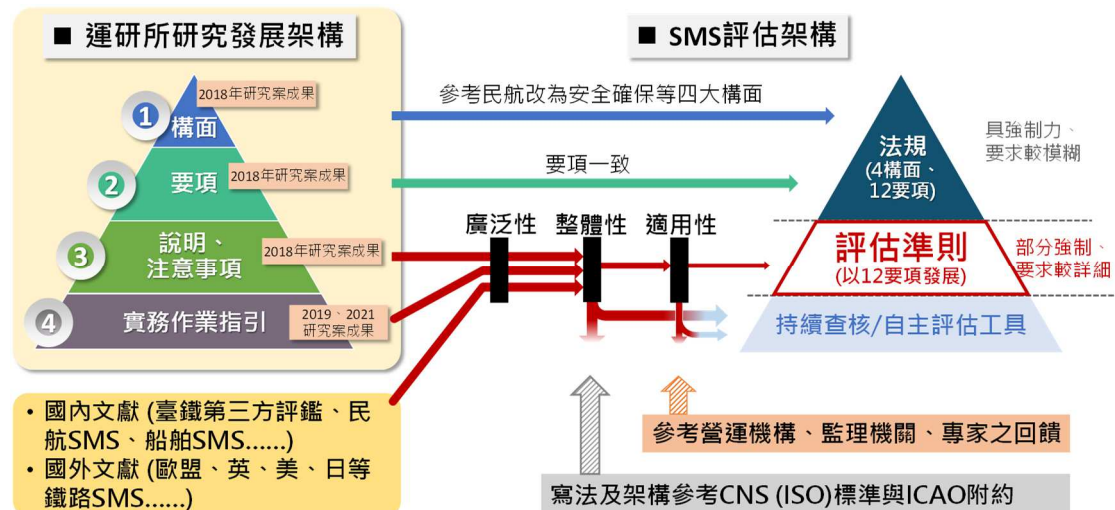 ■ 運研所研究發展架構
■ SMS評估架構
2018年研究案成果
1
構面
2
要項
2018年研究案成果
3
說明、
注意事項
2018年研究案成果
4
實務作業指引
2019、2021
研究案成果
參考民航改為安全確保等四大構面
要項一致
廣泛性
整體性
適用性
法規
(4構面、
12要項)
具強制力、
要求較模糊
評估準則
(以12要項發展)
部分強制、
要求較詳細
持續查核/自主評估工具
• 國內文獻 (臺鐵第三方評鑑、民
航SMS、船舶SMS......)
• 國外文獻 (歐盟、英、美、日等
鐵路SMS......)
參考營運機構、監理機關、專家之回饋
寫法及架構參考CNS (ISO)標準與ICAO附約